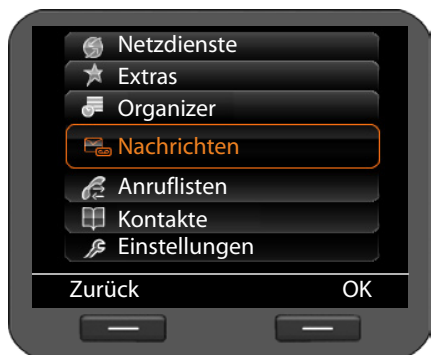 Netzdienste
Extras
Organizer
Nachrichten
Anruflisten
Kontakte
Einstellungen
Zurück OK